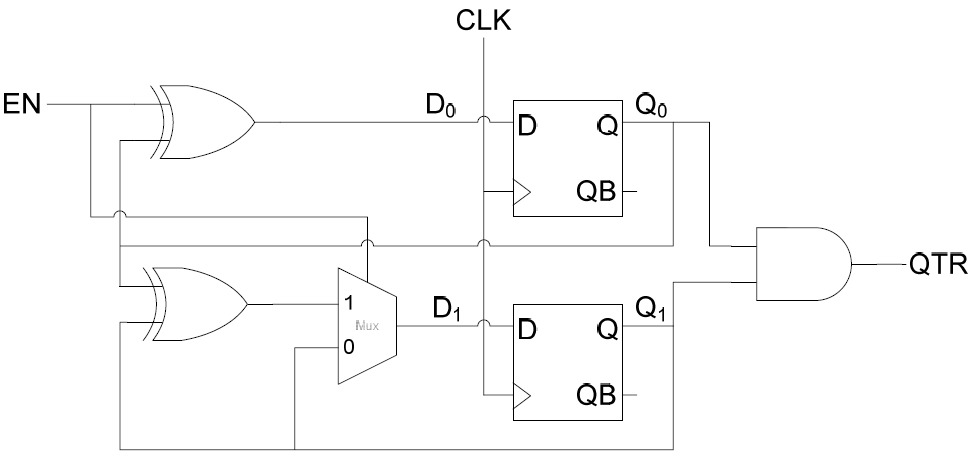 CLK
EN
D₀
Q₀
D
Q
QB
QTR
1
Mux
0
D₁
Q₁
D
Q
QB